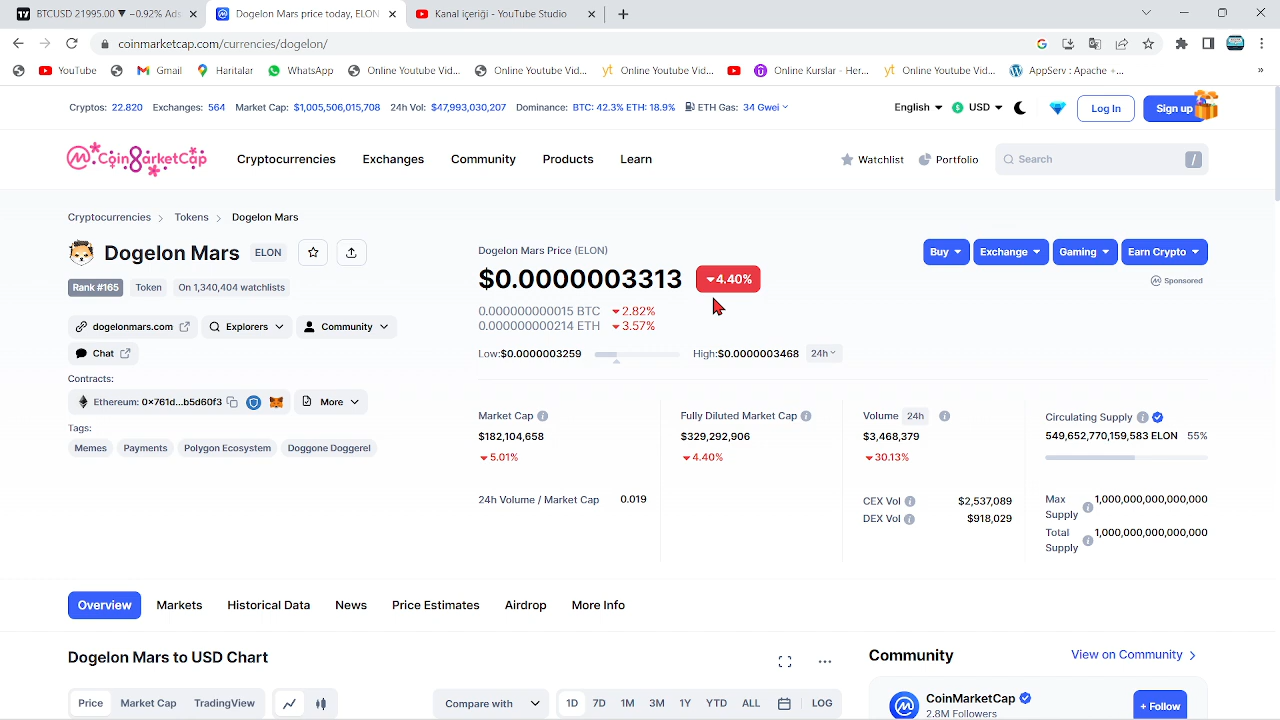 BTCUSD 21995.00 ▼ −0.92% Ads
Dogelon Mars price today, ELON
Kanal içeriği - YouTube Studio
coinmarketcap.com/currencies/dogelon/
YouTube
Gmail
Haritalar
WhatsApp
Online Youtube Vid...
Online Youtube Vid...
Online Youtube Vid...
Online Kurslar - Her...
Online Youtube Vid...
AppServ : Apache +...
»
Cryptos: 22.820 Exchanges: 564 Market Cap: $1,005,506,015,708 24h Vol: $47,993,030,207 Dominance: BTC: 42.3% ETH: 18.9% ETH Gas: 34 Gwei
English USD Log In Sign up
CoinMarketCap
Cryptocurrencies Exchanges Community Products Learn
Watchlist Portfolio Search /
Cryptocurrencies > Tokens > Dogelon Mars
Dogelon Mars ELON
Rank #165 Token On 1,340,404 watchlists
dogelonmars.com Explorers Community
Chat
Contracts:
Ethereum: 0x761d...b5d60f3 More
Tags:
Memes Payments Polygon Ecosystem Doggone Doggerel
Dogelon Mars Price (ELON)
$0.0000003313 ▼4.40%
0.000000000015 BTC ▼2.82%
0.000000000214 ETH ▼3.57%
Low:$0.0000003259 High:$0.0000003468 24h
Buy Exchange Gaming Earn Crypto
Sponsored
Market Cap
$182,104,658
▼5.01%
24h Volume / Market Cap 0.019
Fully Diluted Market Cap
$329,292,906
▼4.40%
Volume 24h
$3,468,379
▼30.13%
CEX Vol $2,537,089
DEX Vol $918,029
Circulating Supply
549,652,770,159,583 ELON 55%
Max Supply 1,000,000,000,000,000
Total Supply 1,000,000,000,000,000
Overview Markets Historical Data News Price Estimates Airdrop More Info
Dogelon Mars to USD Chart
Price Market Cap TradingView
Compare with 1D 7D 1M 3M 1Y YTD ALL LOG
Community View on Community >
CoinMarketCap
2.8M Followers
+ Follow